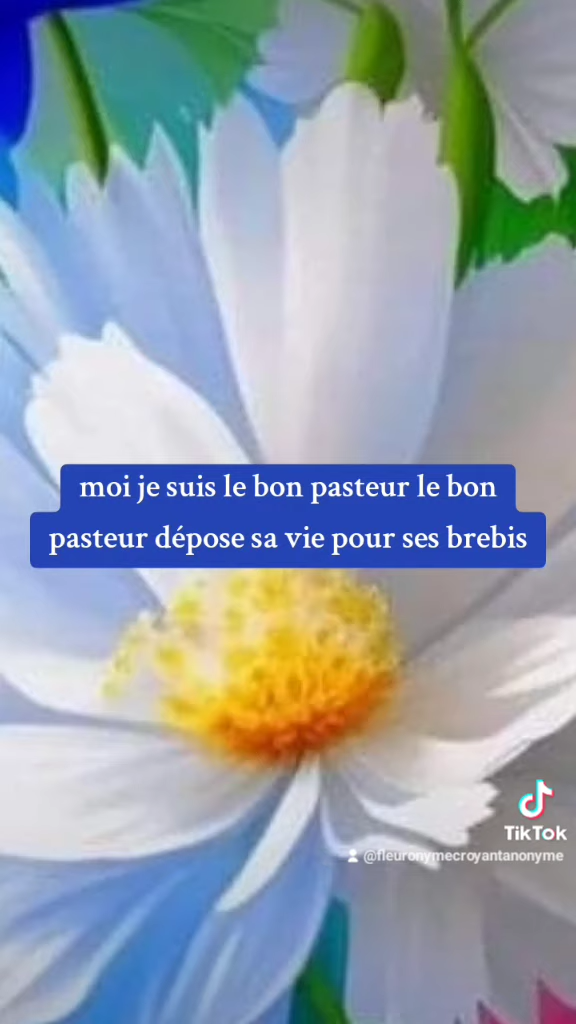 moi je suis le bon pasteur le bon
pasteur dépose sa vie pour ses brebis
TikTok
@fleuronymecroyantanonyme